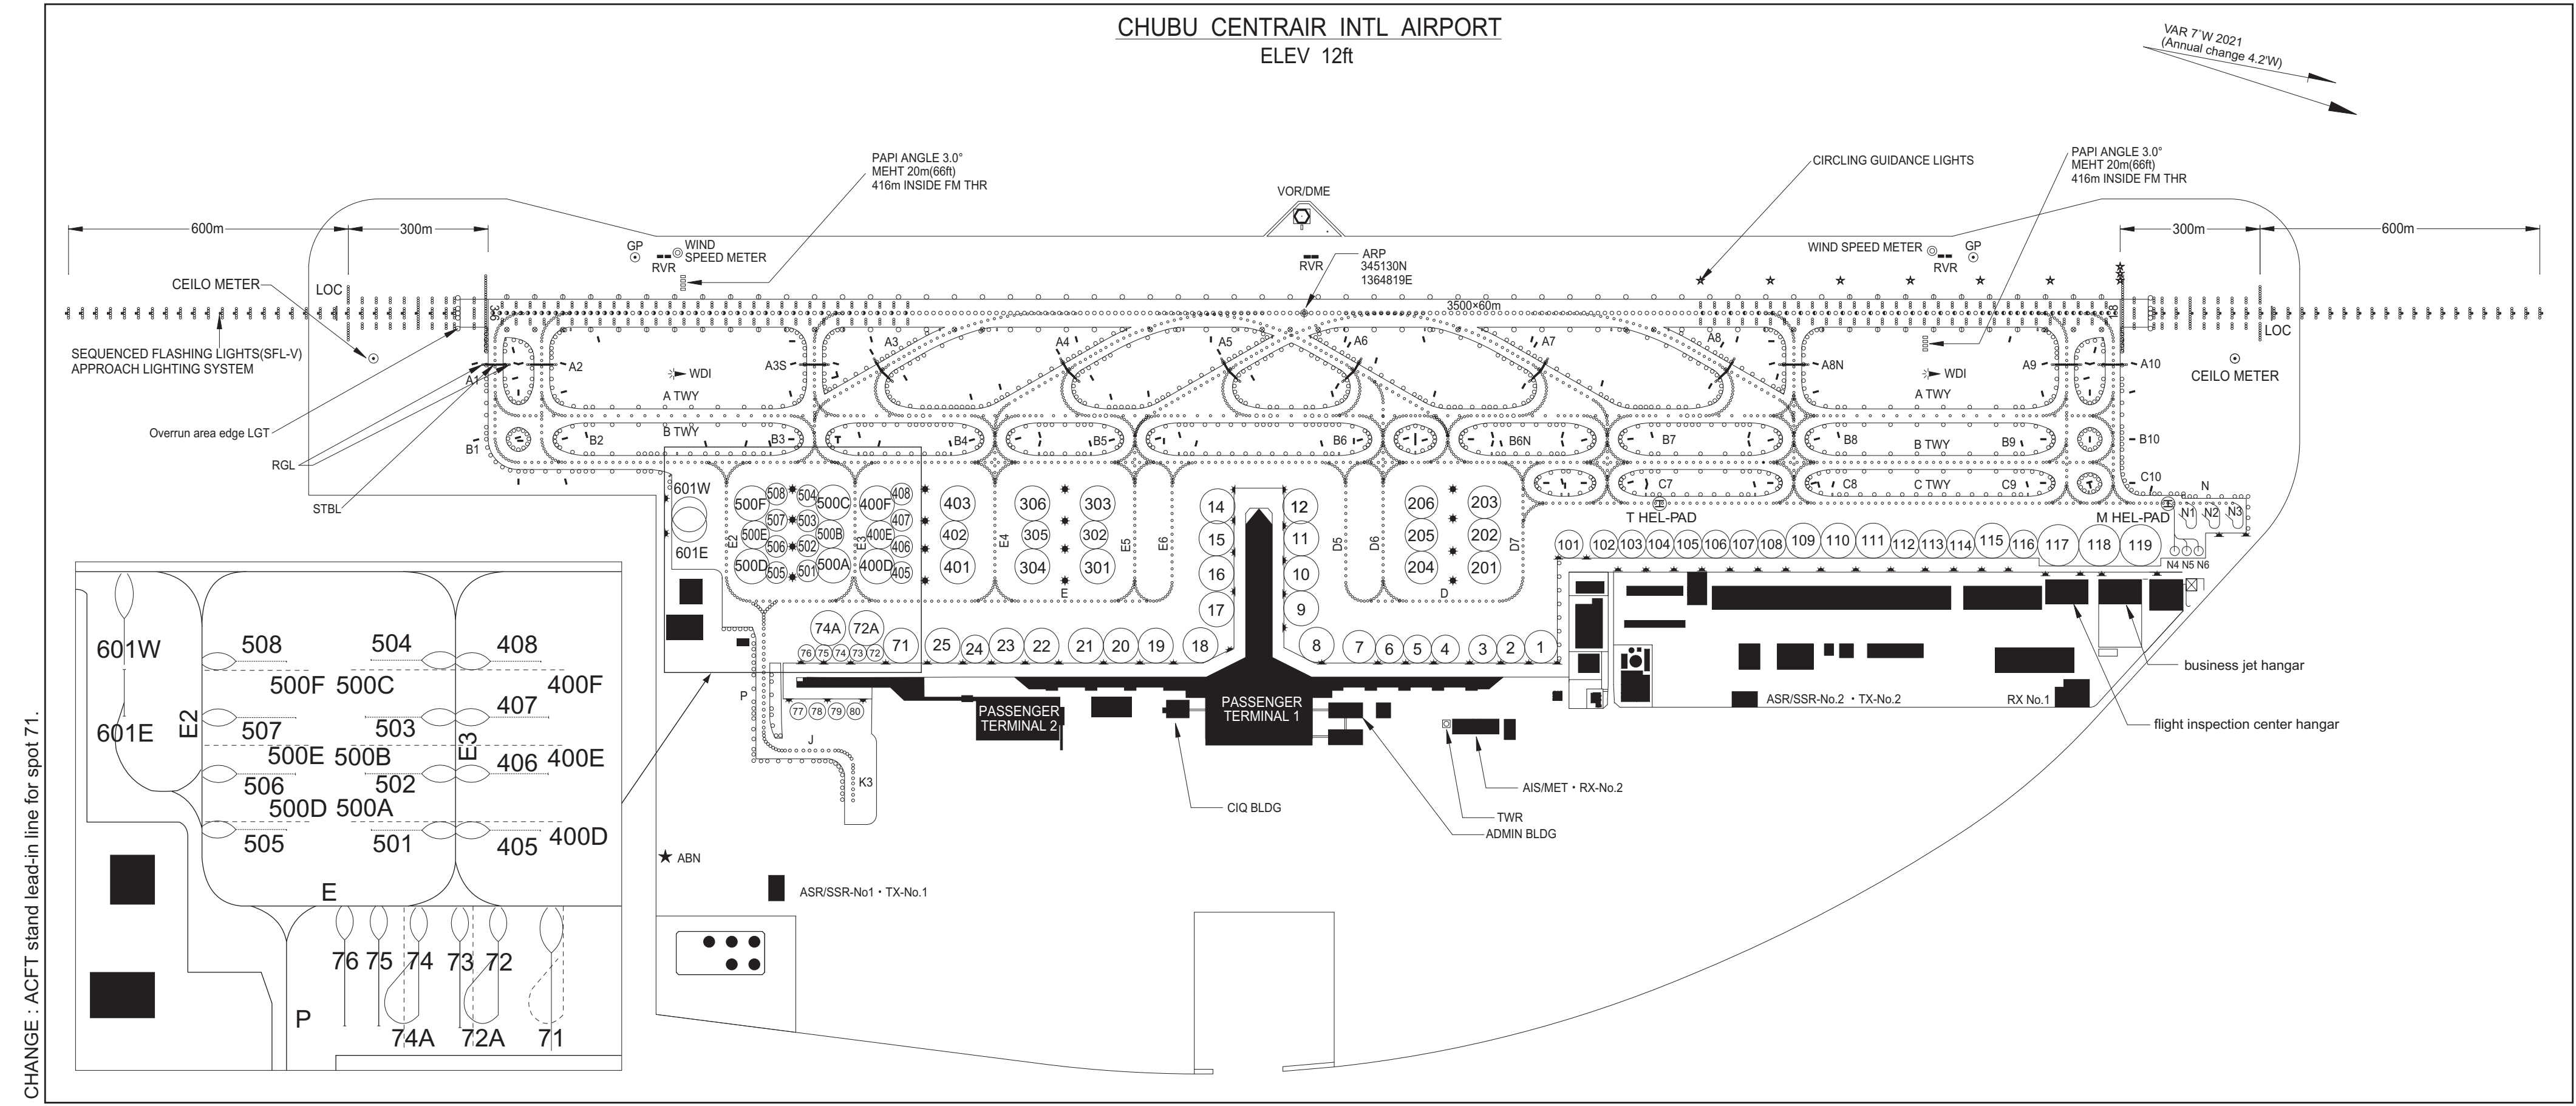 CHUBU CENTRAIR INTL AIRPORT
ELEV 12ft
VAR 7°W 2021
(Annual change 4.2'W)
PAPI ANGLE 3.0°
MEHT 20m(66ft)
416m INSIDE FM THR
VOR/DME
CIRCLING GUIDANCE LIGHTS
PAPI ANGLE 3.0°
MEHT 20m(66ft)
416m INSIDE FM THR
600m
300m
300m
600m
GP
WIND
SPEED METER
RVR
RVR
ARP
345130N
1364819E
WIND SPEED METER
GP
RVR
CEILO METER
LOC
36
3500×60m
18
LOC
SEQUENCED FLASHING LIGHTS(SFL-V)
APPROACH LIGHTING SYSTEM
A1
A2
WDI
A3S
A3
A4
A5
A6
A7
A8
A8N
WDI
A9
A10
CEILO METER
A TWY
A TWY
Overrun area edge LGT
B TWY
B1
B2
B3
B4
B5
B6
B6N
B7
B8
B TWY
B9
B10
RGL
STBL
C7
C8
C TWY
C9
C10
N
T HEL-PAD
M HEL-PAD
N1
N2
N3
N4 N5 N6
601W
601E
E2
500F
508
504
500C
400F
408
507
503
407
500E
500B
400E
506
502
406
500D
505
501
500A
400D
405
E3
403
402
401
E4
306
305
304
303
302
301
E5
E6
E
14
15
16
17
12
11
10
9
D5
D6
206
205
204
203
202
201
D7
D
101
102
103
104
105
106
107
108
109
110
111
112
113
114
115
116
117
118
119
74A
72A
76
75
74
73
72
71
25
24
23
22
21
20
19
18
8
7
6
5
4
3
2
1
P
77
78
79
80
J
K3
PASSENGER
TERMINAL 2
PASSENGER
TERMINAL 1
ASR/SSR-No.2・TX-No.2
RX No.1
business jet hangar
flight inspection center hangar
AIS/MET・RX-No.2
TWR
ADMIN BLDG
CIQ BLDG
ABN
ASR/SSR-No1・TX-No.1
601W
601E
E2
508
504
408
500F
500C
400F
507
503
407
500E
500B
E3
406
400E
506
502
500D
500A
505
501
405
400D
E
76
75
74
73
72
P
74A
72A
71
CHANGE : ACFT stand lead-in line for spot 71.